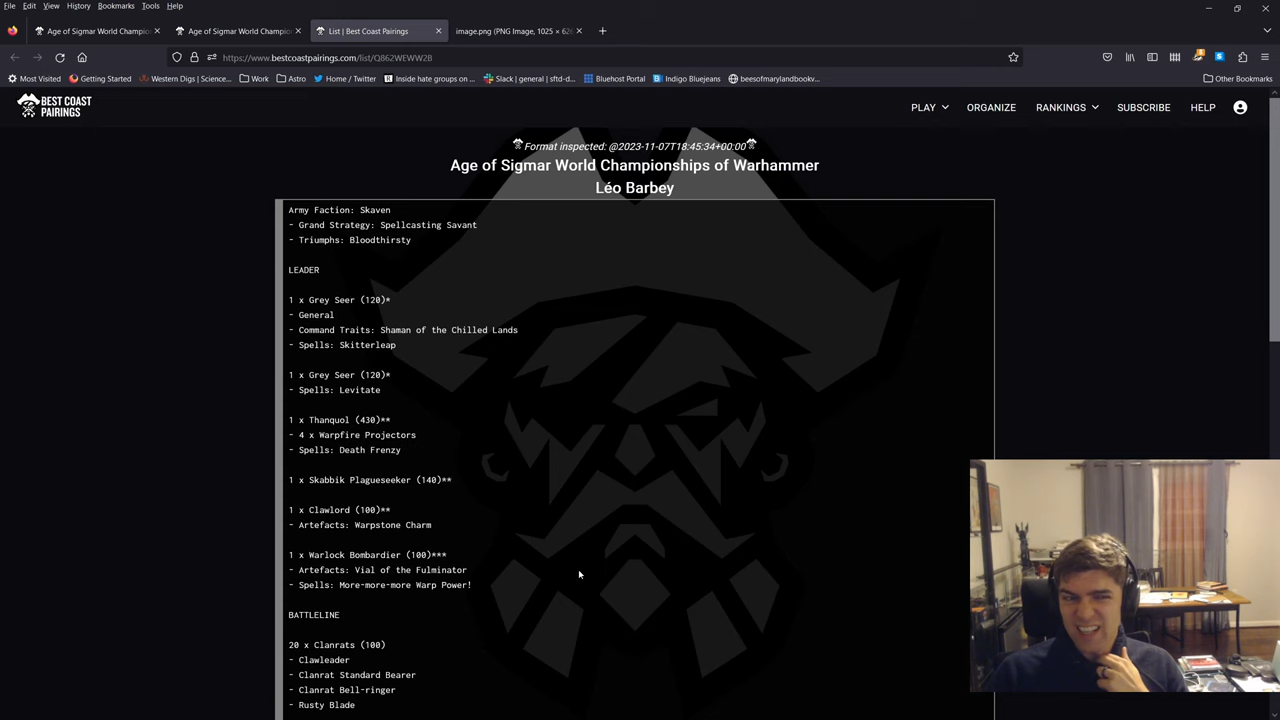 File Edit View History Bookmarks Tools Help
Age of Sigmar World Champions
Age of Sigmar World Champions
List | Best Coast Pairings
image.png (PNG Image, 1025 × 62
https://www.bestcoastpairings.com/list/Q862WEWW2B
Most Visited Getting Started Western Digs | Science... Work Astro Home / Twitter Inside hate groups on ... Slack | general | sftd-d... Bluehost Portal Indigo Bluejeans beesofmarylandbookv... Other Bookmarks
BEST COAST
PAIRINGS
PLAY ORGANIZE RANKINGS SUBSCRIBE HELP
Format inspected: @2023-11-07T18:45:34+00:00
Age of Sigmar World Championships of Warhammer
Léo Barbey
Army Faction: Skaven
- Grand Strategy: Spellcasting Savant
- Triumphs: Bloodthirsty
LEADER
1 x Grey Seer (120)*
- General
- Command Traits: Shaman of the Chilled Lands
- Spells: Skitterleap
1 x Grey Seer (120)*
- Spells: Levitate
1 x Thanquol (430)**
- 4 x Warpfire Projectors
- Spells: Death Frenzy
1 x Skabbik Plagueseeker (140)**
1 x Clawlord (100)**
- Artefacts: Warpstone Charm
1 x Warlock Bombardier (100)***
- Artefacts: Vial of the Fulminator
- Spells: More-more-more Warp Power!
BATTLELINE
20 x Clanrats (100)
- Clawleader
- Clanrat Standard Bearer
- Clanrat Bell-ringer
- Rusty Blade